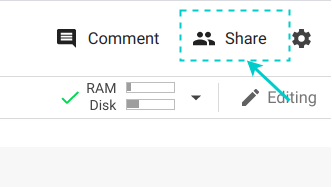 Comment Share
RAM
Disk
Editing